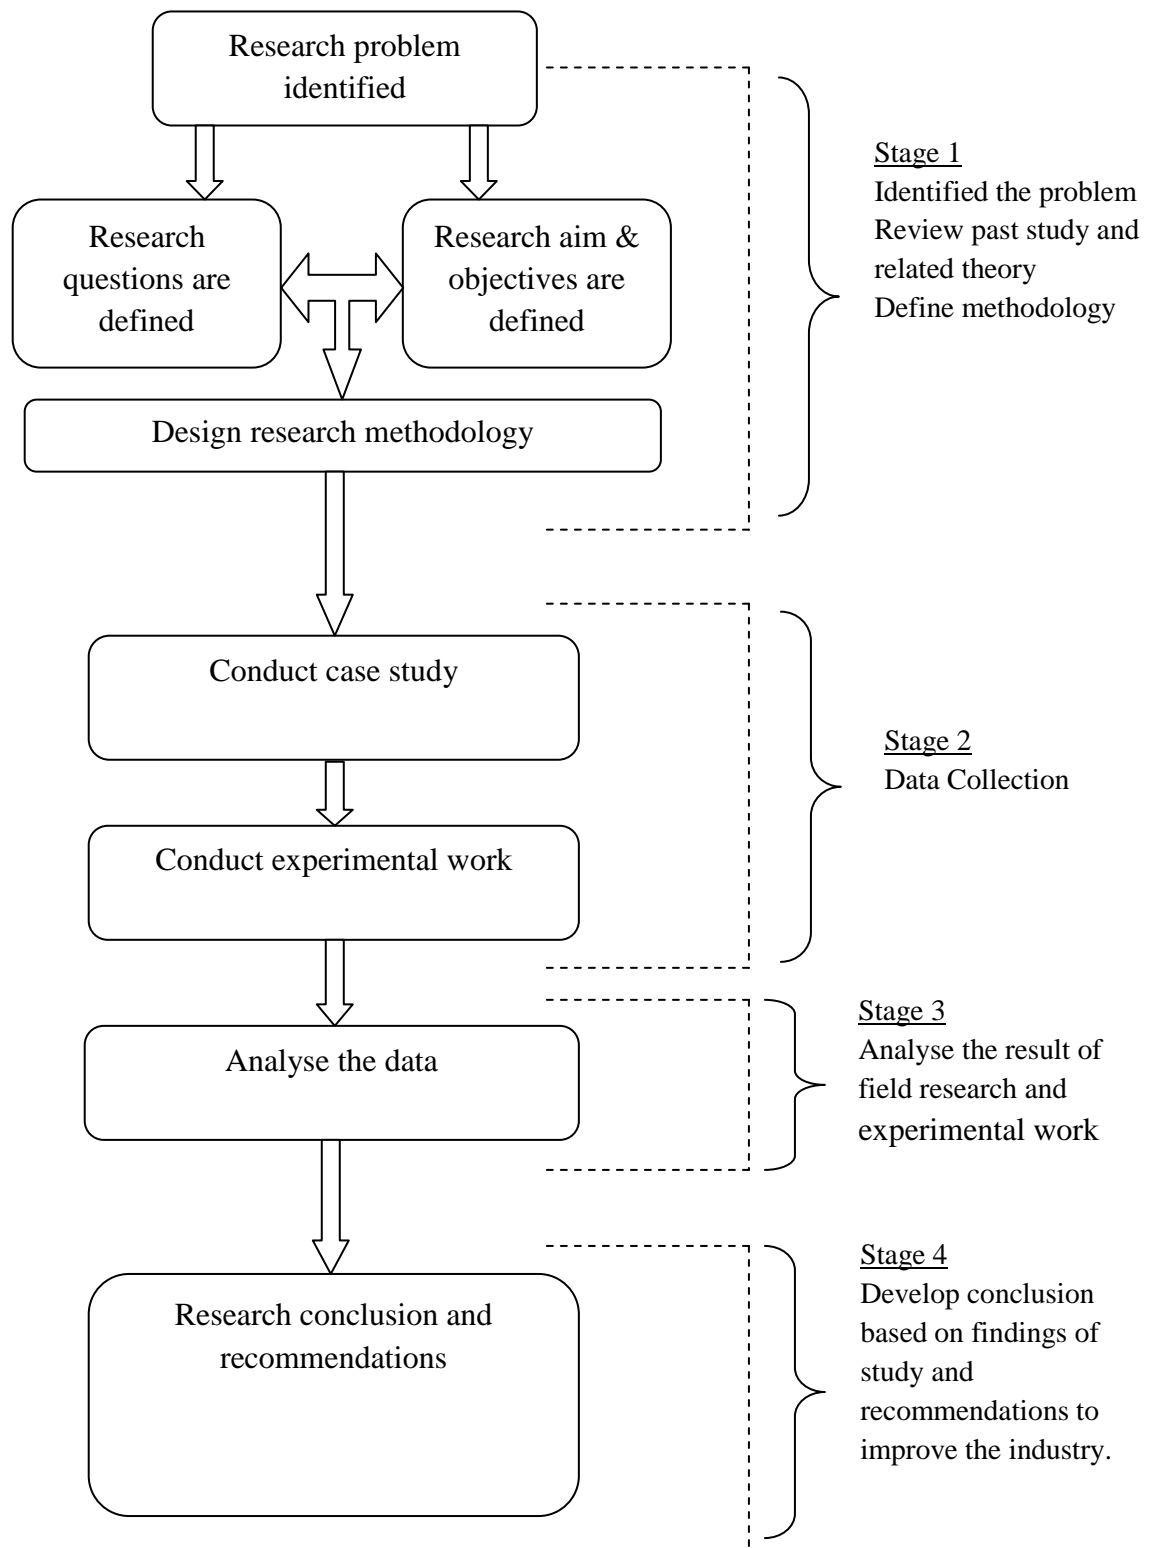 Research problem
identified
Research
questions are
defined
Research aim &
objectives are
defined
Design research methodology
Stage 1
Identified the problem
Review past study and
related theory
Define methodology
Conduct case study
Conduct experimental work
Stage 2
Data Collection
Analyse the data
Stage 3
Analyse the result of
field research and
experimental work
Research conclusion and
recommendations
Stage 4
Develop conclusion
based on findings of
study and
recommendations to
improve the industry.